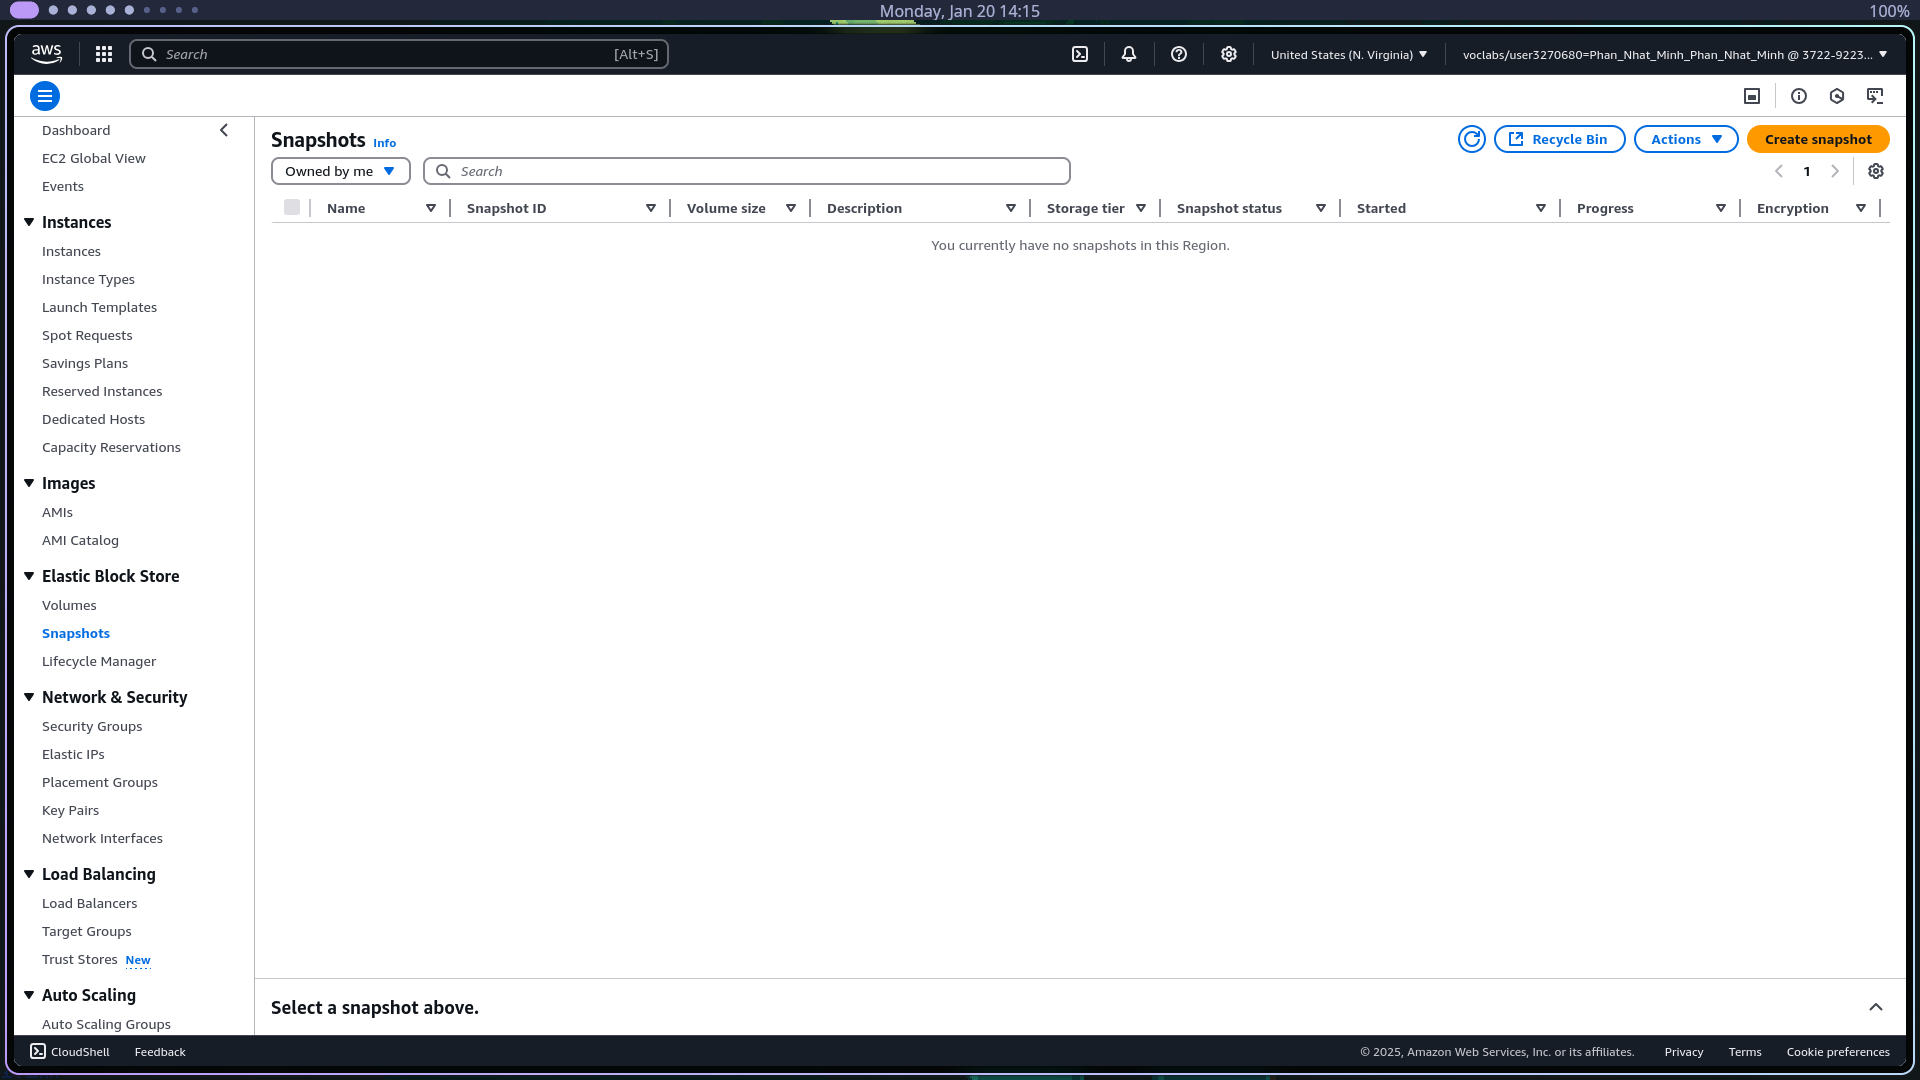 Monday, Jan 20 14:15
100%
aws
Search [Alt+S]
United States (N. Virginia)
voclabs/user3270680=Phan_Nhat_Minh_Phan_Nhat_Minh @ 3722-9223...
Dashboard
EC2 Global View
Events
Instances
Instances
Instance Types
Launch Templates
Spot Requests
Savings Plans
Reserved Instances
Dedicated Hosts
Capacity Reservations
Images
AMIs
AMI Catalog
Elastic Block Store
Volumes
Snapshots
Lifecycle Manager
Network & Security
Security Groups
Elastic IPs
Placement Groups
Key Pairs
Network Interfaces
Load Balancing
Load Balancers
Target Groups
Trust Stores New
Auto Scaling
Auto Scaling Groups
Snapshots Info
Recycle Bin
Actions
Create snapshot
Owned by me
Search
1
Name Snapshot ID Volume size Description Storage tier Snapshot status Started Progress Encryption
You currently have no snapshots in this Region.
Select a snapshot above.
CloudShell Feedback
© 2025, Amazon Web Services, Inc. or its affiliates. Privacy Terms Cookie preferences